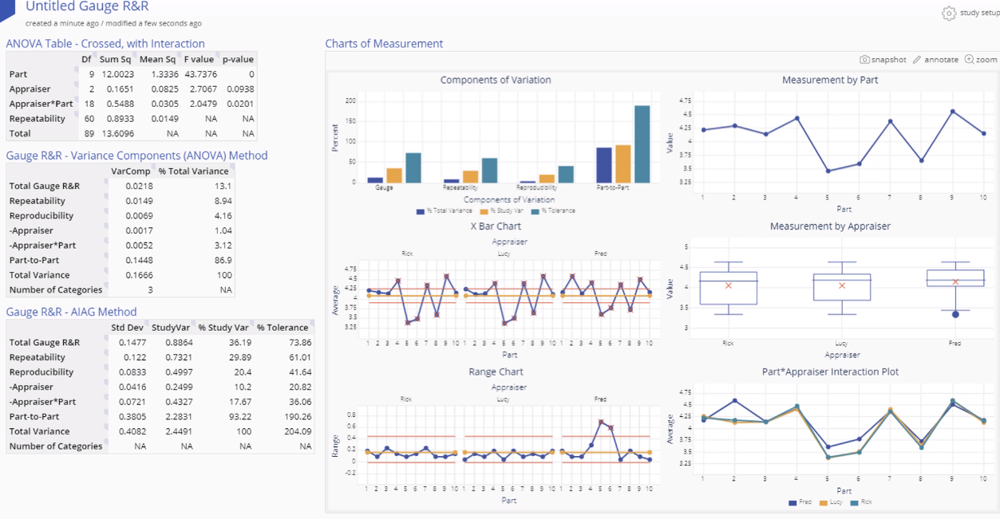 Untitled Gauge R&R
created a minute ago / modified a few seconds ago
study setup
ANOVA Table - Crossed, with Interaction
Df Sum Sq Mean Sq F value p-value
Part 9 12.0023 1.3336 43.7376 0
Appraiser 2 0.1651 0.0825 2.7067 0.0938
Appraiser*Part 18 0.5488 0.0305 2.0479 0.0201
Repeatability 60 0.8933 0.0149 NA NA
Total 89 13.6096 NA NA NA
Gauge R&R - Variance Components (ANOVA) Method
VarComp % Total Variance
Total Gauge R&R 0.0218 13.1
Repeatability 0.0149 8.94
Reproducibility 0.0069 4.16
-Appraiser 0.0017 1.04
-Appraiser*Part 0.0052 3.12
Part-to-Part 0.1448 86.9
Total Variance 0.1666 100
Number of Categories 3 NA
Gauge R&R - AIAG Method
Std Dev StudyVar % Study Var % Tolerance
Total Gauge R&R 0.1477 0.8864 36.19 73.86
Repeatability 0.122 0.7321 29.89 61.01
Reproducibility 0.0833 0.4997 20.4 41.64
-Appraiser 0.0416 0.2499 10.2 20.82
-Appraiser*Part 0.0721 0.4327 17.67 36.06
Part-to-Part 0.3805 2.2831 93.22 190.26
Total Variance 0.4082 2.4491 100 204.09
Number of Categories NA NA NA NA
Charts of Measurement
snapshot annotate zoom
Components of Variation
Percent
200
150
100
50
0
Gauge Repeatability Reproducibility Part-to-Part
Components of Variation
% Total Variance % Study Var % Tolerance
Measurement by Part
Value
4.75
4.5
4.25
4
3.75
3.5
3.25
1 2 3 4 5 6 7 8 9 10
Part
X Bar Chart
Appraiser
Rick Lucy Fred
Average
4.75
4.5
4.25
4
3.75
3.5
3.25
1 2 3 4 5 6 7 8 9 10 1 2 3 4 5 6 7 8 9 10 1 2 3 4 5 6 7 8 9 10
Part
Measurement by Appraiser
Value
5
4.5
4
3.5
3
Rick Lucy Fred
Appraiser
Range Chart
Appraiser
Rick Lucy Fred
Range
0.8
0.6
0.4
0.2
0
-0.2
1 2 3 4 5 6 7 8 9 10 1 2 3 4 5 6 7 8 9 10 1 2 3 4 5 6 7 8 9 10
Part
Part*Appraiser Interaction Plot
Average
4.75
4.5
4.25
4
3.75
3.5
3.25
1 2 3 4 5 6 7 8 9 10
Part
Fred Lucy Rick